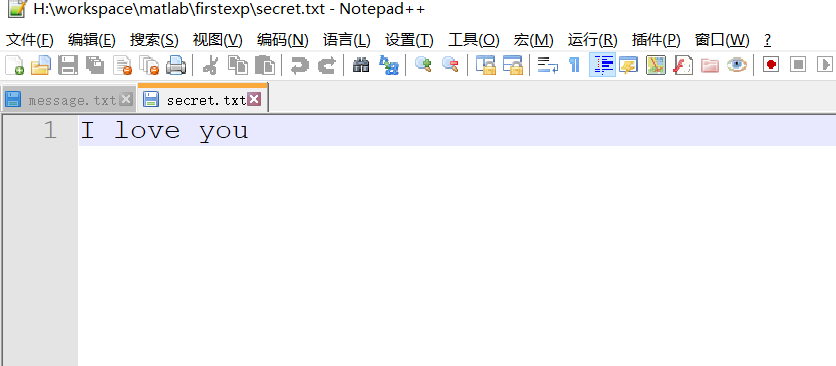 H:\workspace\matlab\firstexp\secret.txt - Notepad++
文件(F) 编辑(E) 搜索(S) 视图(V) 编码(N) 语言(L) 设置(T) 工具(O) 宏(M) 运行(R) 插件(P) 窗口(W) ?
message.txt secret.txt
1 I love you